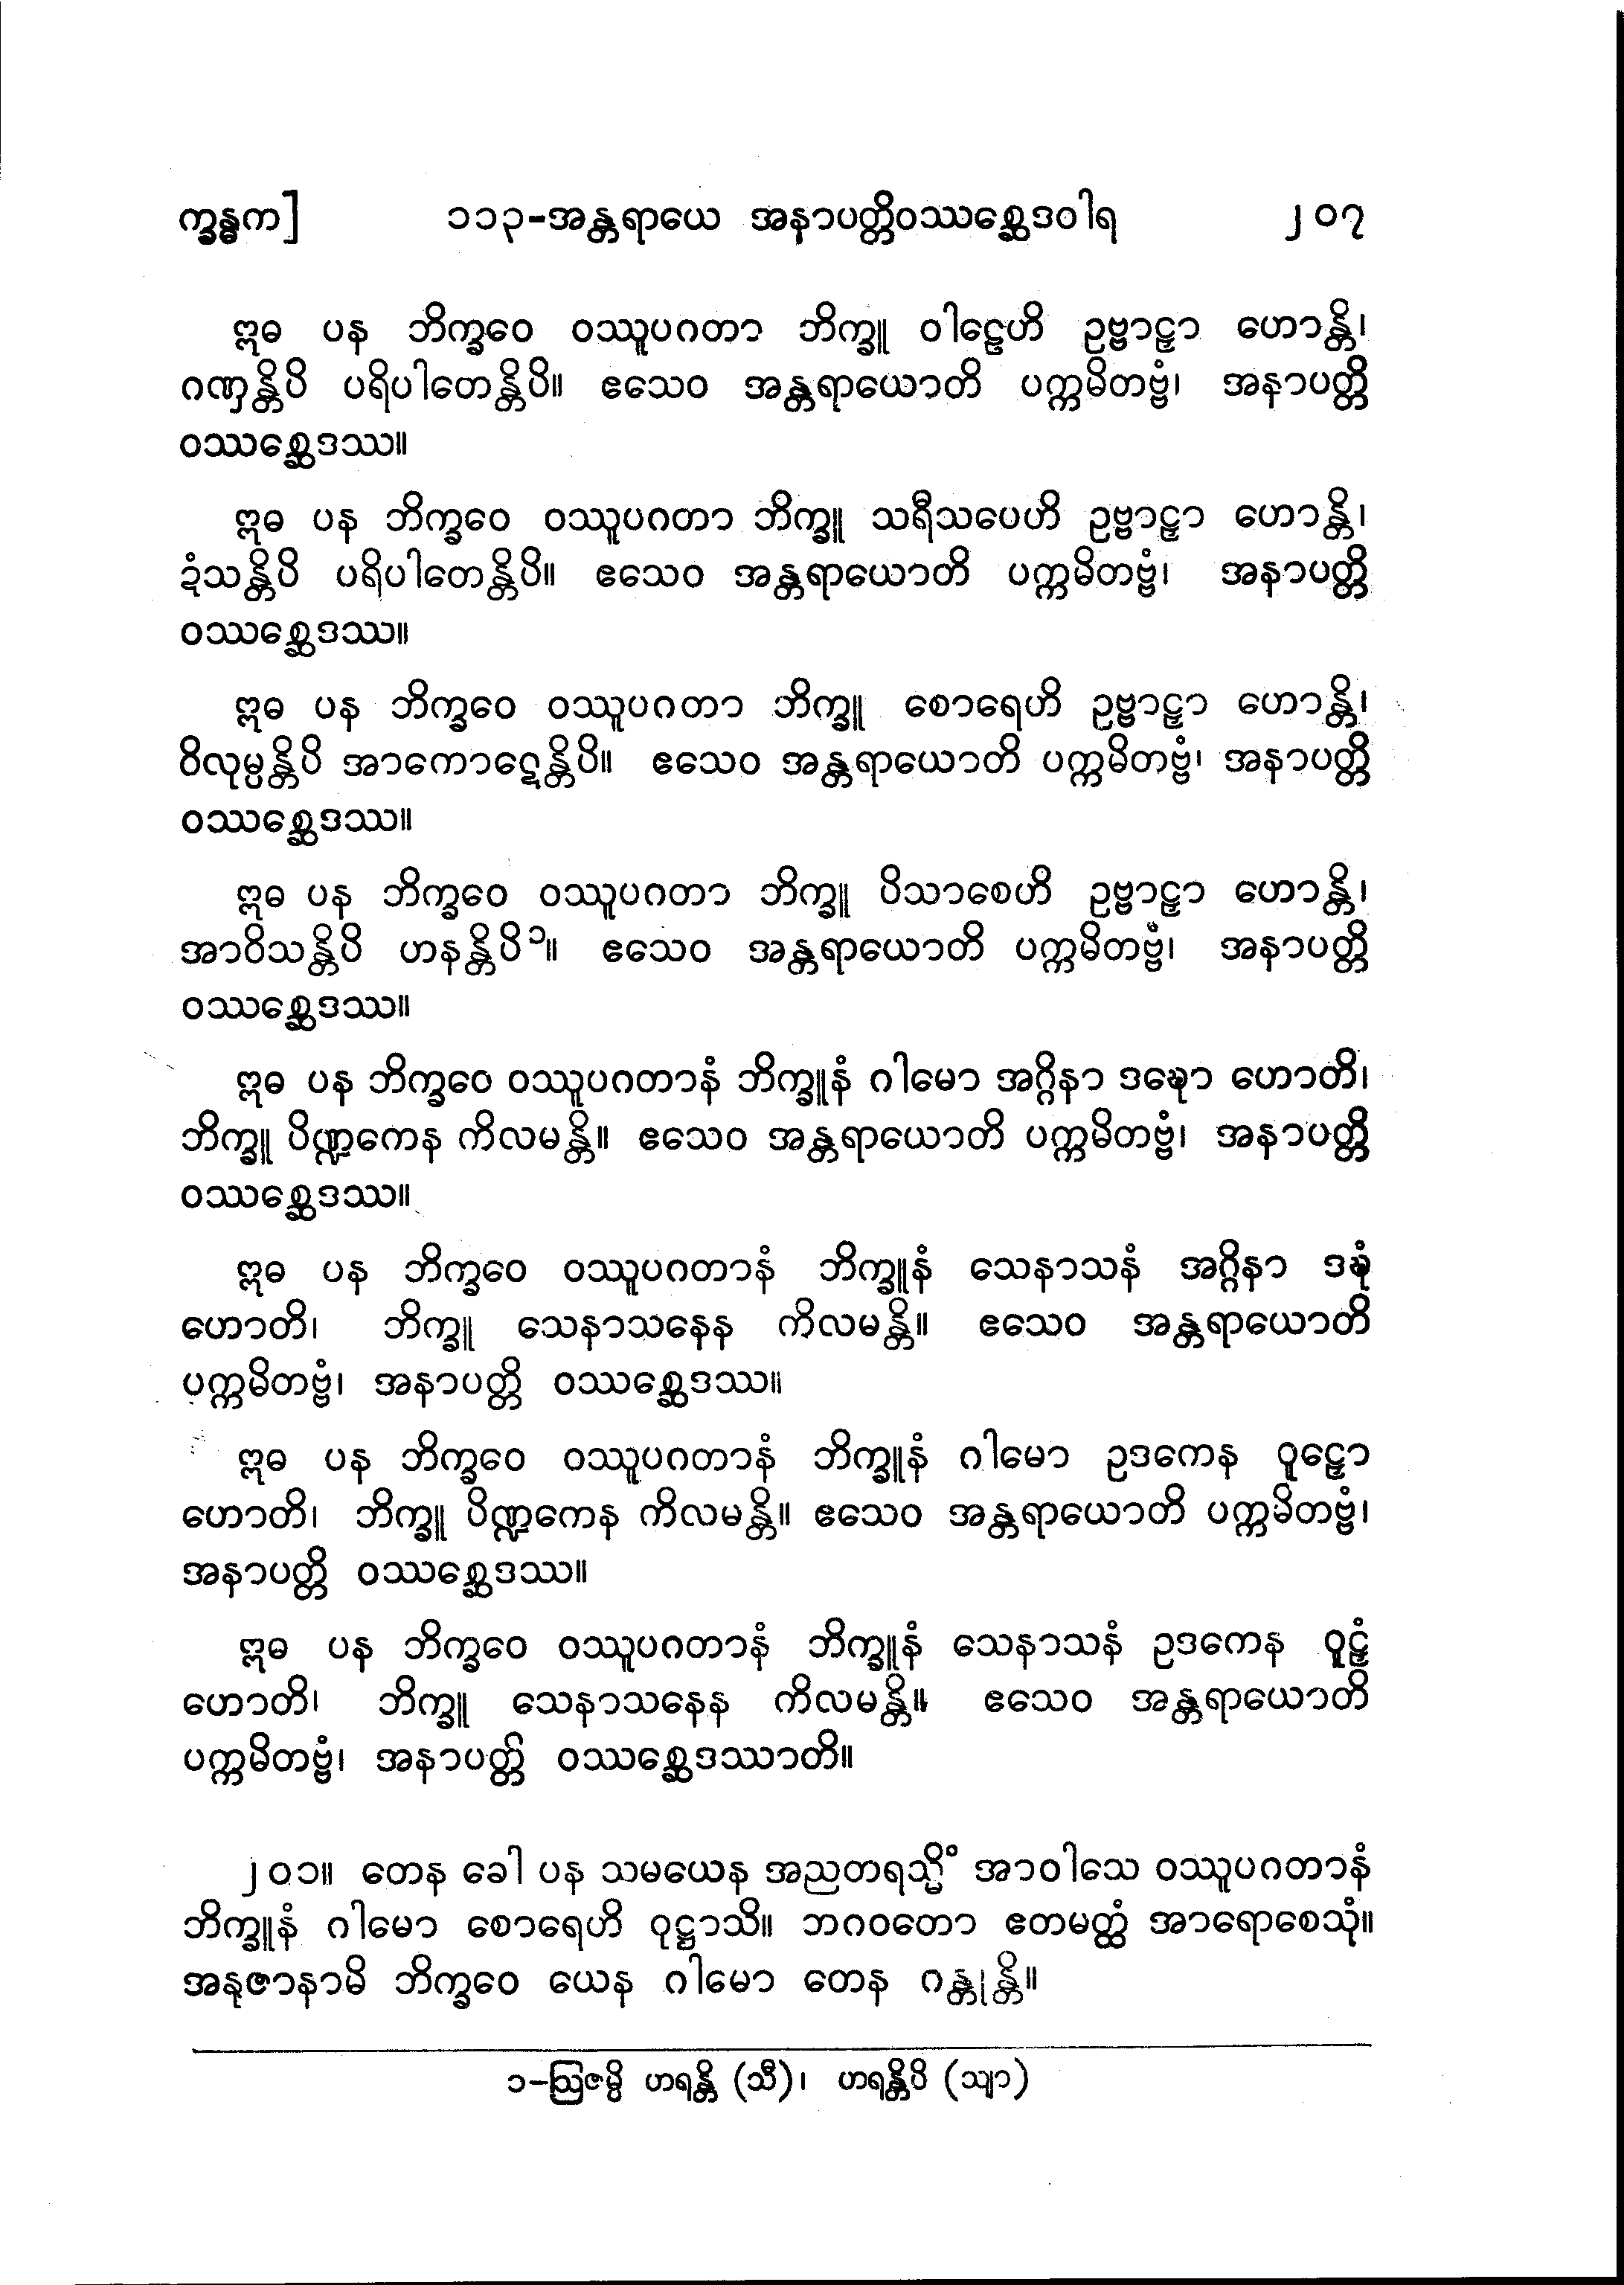 က္ခန္ဓက] ၁၁၃-အန္တရာယေ အနာပတ္တိဝဿစ္ဆေဒဝါရ ၂၀၇
ဣဓ ပန ဘိက္ခဝေ ဝဿူပဂတာ ဘိက္ခူ ဝါဠေဟိ ဥဗ္ဗာဠှာ ဟောန္တိ၊
ဂဏှန္တိပိ ပရိပါတေန္တိပိ။ ဧသေဝ အန္တရာယောတိ ပက္ကမိတဗ္ဗံ၊ အနာပတ္တိ
ဝဿစ္ဆေဒဿ။
ဣဓ ပန ဘိက္ခဝေ ဝဿူပဂတာ ဘိက္ခူ သရီသပေဟိ ဥဗ္ဗာဠှာ ဟောန္တိ၊
ဍံသန္တိပိ ပရိပါတေန္တိပိ။ ဧသေဝ အန္တရာယောတိ ပက္ကမိတဗ္ဗံ၊ အနာပတ္တိ
ဝဿစ္ဆေဒဿ။
ဣဓ ပန ဘိက္ခဝေ ဝဿူပဂတာ ဘိက္ခူ စောရေဟိ ဥဗ္ဗာဠှာ ဟောန္တိ၊
ဝိလုမ္ပန္တိပိ အာကောဋေန္တိပိ။ ဧသေဝ အန္တရာယောတိ ပက္ကမိတဗ္ဗံ၊ အနာပတ္တိ
ဝဿစ္ဆေဒဿ။
ဣဓ ပန ဘိက္ခဝေ ဝဿူပဂတာ ဘိက္ခူ ပိသာစေဟိ ဥဗ္ဗာဠှာ ဟောန္တိ၊
အာဝိသန္တိပိ ဟနန္တိပိ၁။ ဧသေဝ အန္တရာယောတိ ပက္ကမိတဗ္ဗံ၊ အနာပတ္တိ
ဝဿစ္ဆေဒဿ။
ဣဓ ပန ဘိက္ခဝေ ဝဿူပဂတာနံ ဘိက္ခူနံ ဂါမော အဂ္ဂိနာ ဒဍ္ဎော ဟောတိ၊
ဘိက္ခူ ပိဏ္ဍကေန ကိလမန္တိ။ ဧသေဝ အန္တရာယောတိ ပက္ကမိတဗ္ဗံ၊ အနာပတ္တိ
ဝဿစ္ဆေဒဿ။
ဣဓ ပန ဘိက္ခဝေ ဝဿူပဂတာနံ ဘိက္ခူနံ သေနာသနံ အဂ္ဂိနာ ဒဍ္ဎံ
ဟောတိ၊ ဘိက္ခူ သေနာသနေန ကိလမန္တိ။ ဧသေဝ အန္တရာယောတိ
ပက္ကမိတဗ္ဗံ၊ အနာပတ္တိ ဝဿစ္ဆေဒဿ။
ဣဓ ပန ဘိက္ခဝေ ဝဿူပဂတာနံ ဘိက္ခူနံ ဂါမော ဥဒကေန ဝူဠှော
ဟောတိ၊ ဘိက္ခူ ပိဏ္ဍကေန ကိလမန္တိ။ ဧသေဝ အန္တရာယောတိ ပက္ကမိတဗ္ဗံ၊
အနာပတ္တိ ဝဿစ္ဆေဒဿ။
ဣဓ ပန ဘိက္ခဝေ ဝဿူပဂတာနံ ဘိက္ခူနံ သေနာသနံ ဥဒကေန ဝူဠှံ
ဟောတိ၊ ဘိက္ခူ သေနာသနေန ကိလမန္တိ။ ဧသေဝ အန္တရာယောတိ
ပက္ကမိတဗ္ဗံ၊ အနာပတ္တိ ဝဿစ္ဆေဒဿာတိ။
၂၀၁။ တေန ခေါ ပန သမယေန အညတရသ္မိံ အာဝါသေ ဝဿူပဂတာနံ
ဘိက္ခူနံ ဂါမော စောရေဟိ ဝုဋ္ဌာသိ။ ဘဂဝတော ဧတမတ္ထံ အာရောစေသုံ။
အနုဇာနာမိ ဘိက္ခဝေ ယေန ဂါမော တေန ဂန္တုန္တိ။
၁-ဩဇမ္ပိ ဟရန္တိ (သီ)၊ ဟရန္တိပိ (သျာ)